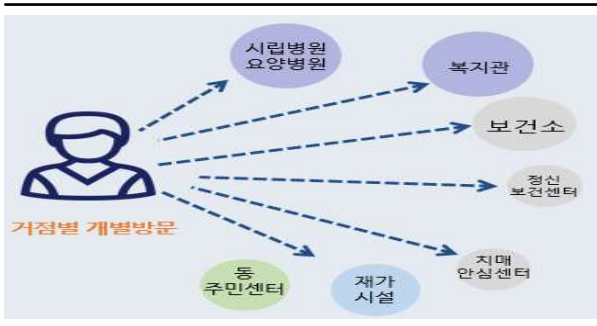 시립병원
요양병원
복지관
보건소
정신
보건센터
거점별 개별방문
치매
안심센터
동
주민센터
재가
시설